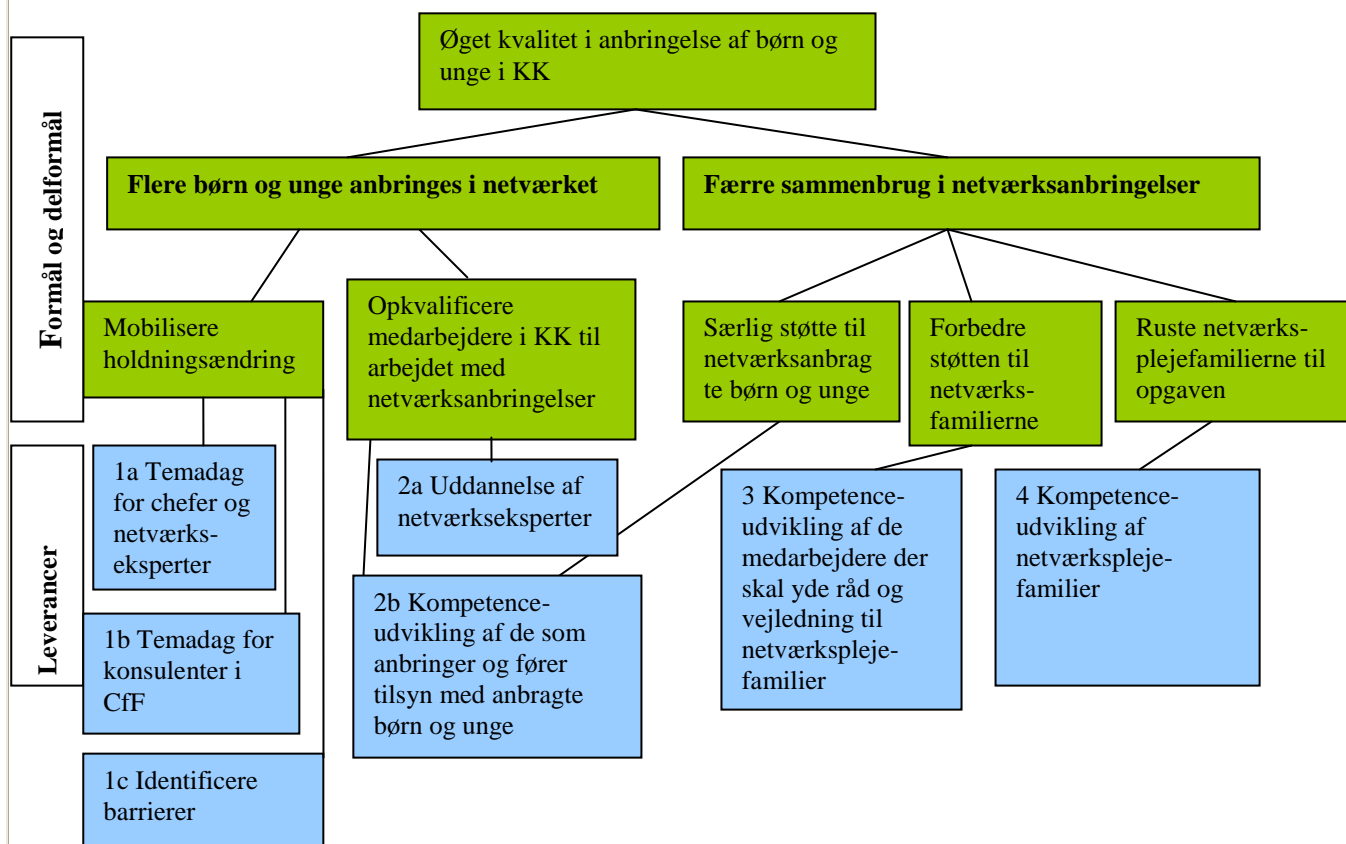 Øget kvalitet i anbringelse af børn og
unge i KK
Formål og delformål
Flere børn og unge anbringes i netværket
Færre sammenbrug i netværksanbringelser
Mobilisere
holdningsændring
Opkvalificere
medarbejdere i KK til
arbejdet med
netværksanbringelser
Særlig støtte til
netværksanbrag
te børn og unge
Forbedre
støtten til
netværks-
familierne
Ruste netværks-
plejefamilierne til
opgaven
Leverancer
1a Temadag
for chefer og
netværks-
eksperter
2a Uddannelse af
netværkseksperter
3 Kompetence-
udvikling af de
medarbejdere der
skal yde råd og
vejledning til
netværkspleje-
familier
4 Kompetence-
udvikling af
netværkspleje-
familier
1b Temadag for
konsulenter i
CfF
2b Kompetence-
udvikling af de som
anbringer og fører
tilsyn med anbragte
børn og unge
1c Identificere
barrierer